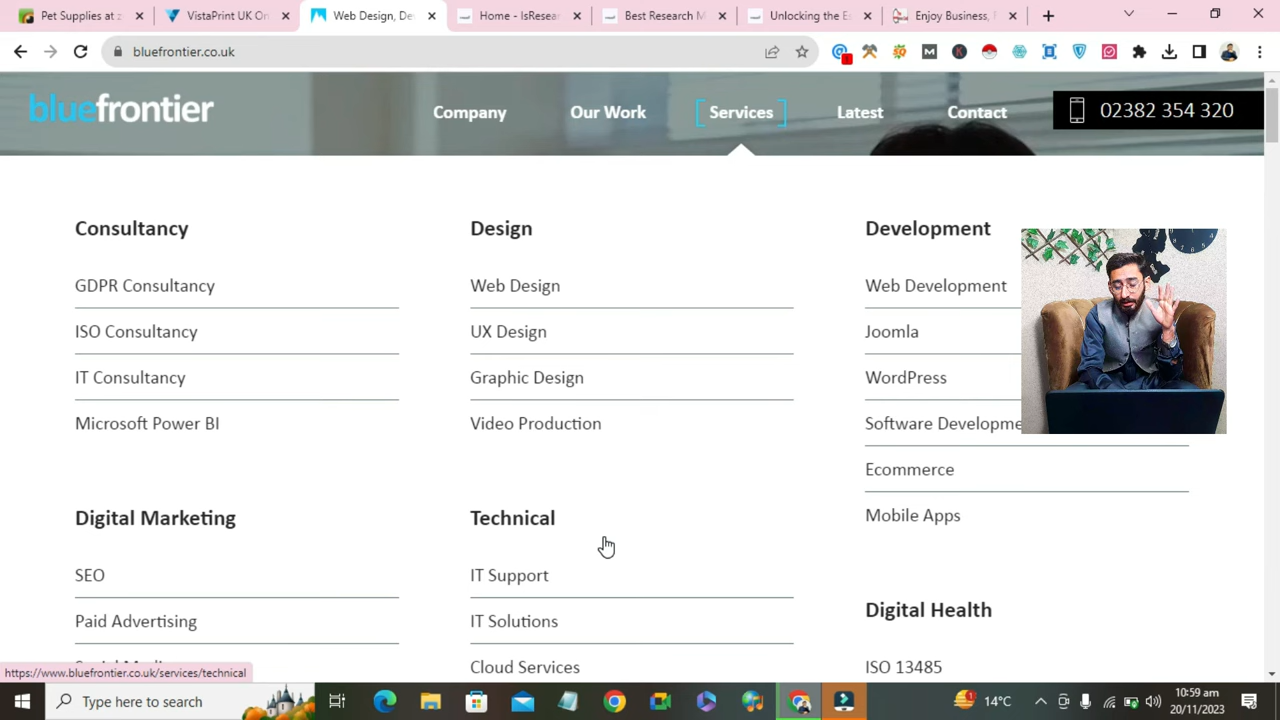 Pet Supplies at z
VistaPrint UK On
Web Design, De
Home - IsResea
Best Research M
Unlocking the Es
Enjoy Business, 
bluefrontier.co.uk
bluefrontier
Company
Our Work
Services
Latest
Contact
02382 354 320
Consultancy
GDPR Consultancy
ISO Consultancy
IT Consultancy
Microsoft Power BI
Design
Web Design
UX Design
Graphic Design
Video Production
Development
Web Development
Joomla
WordPress
Software Developme
Ecommerce
Mobile Apps
Digital Marketing
SEO
Paid Advertising
Technical
IT Support
IT Solutions
Cloud Services
Digital Health
ISO 13485
https://www.bluefrontier.co.uk/services/technical
Type here to search
14°C
10:59 am
20/11/2023